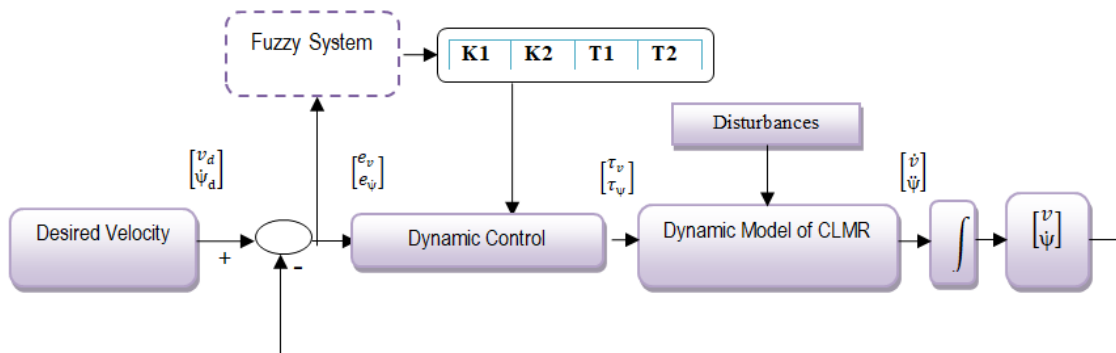 Fuzzy System
K1 K2 T1 T2
Disturbances
[v_d
ψ̇_d]
[e_v
e_ψ̇]
[τ_v
τ_ψ]
[v̇
ψ̈]
Desired Velocity
+
-
Dynamic Control
Dynamic Model of CLMR
∫
[v
ψ̇]